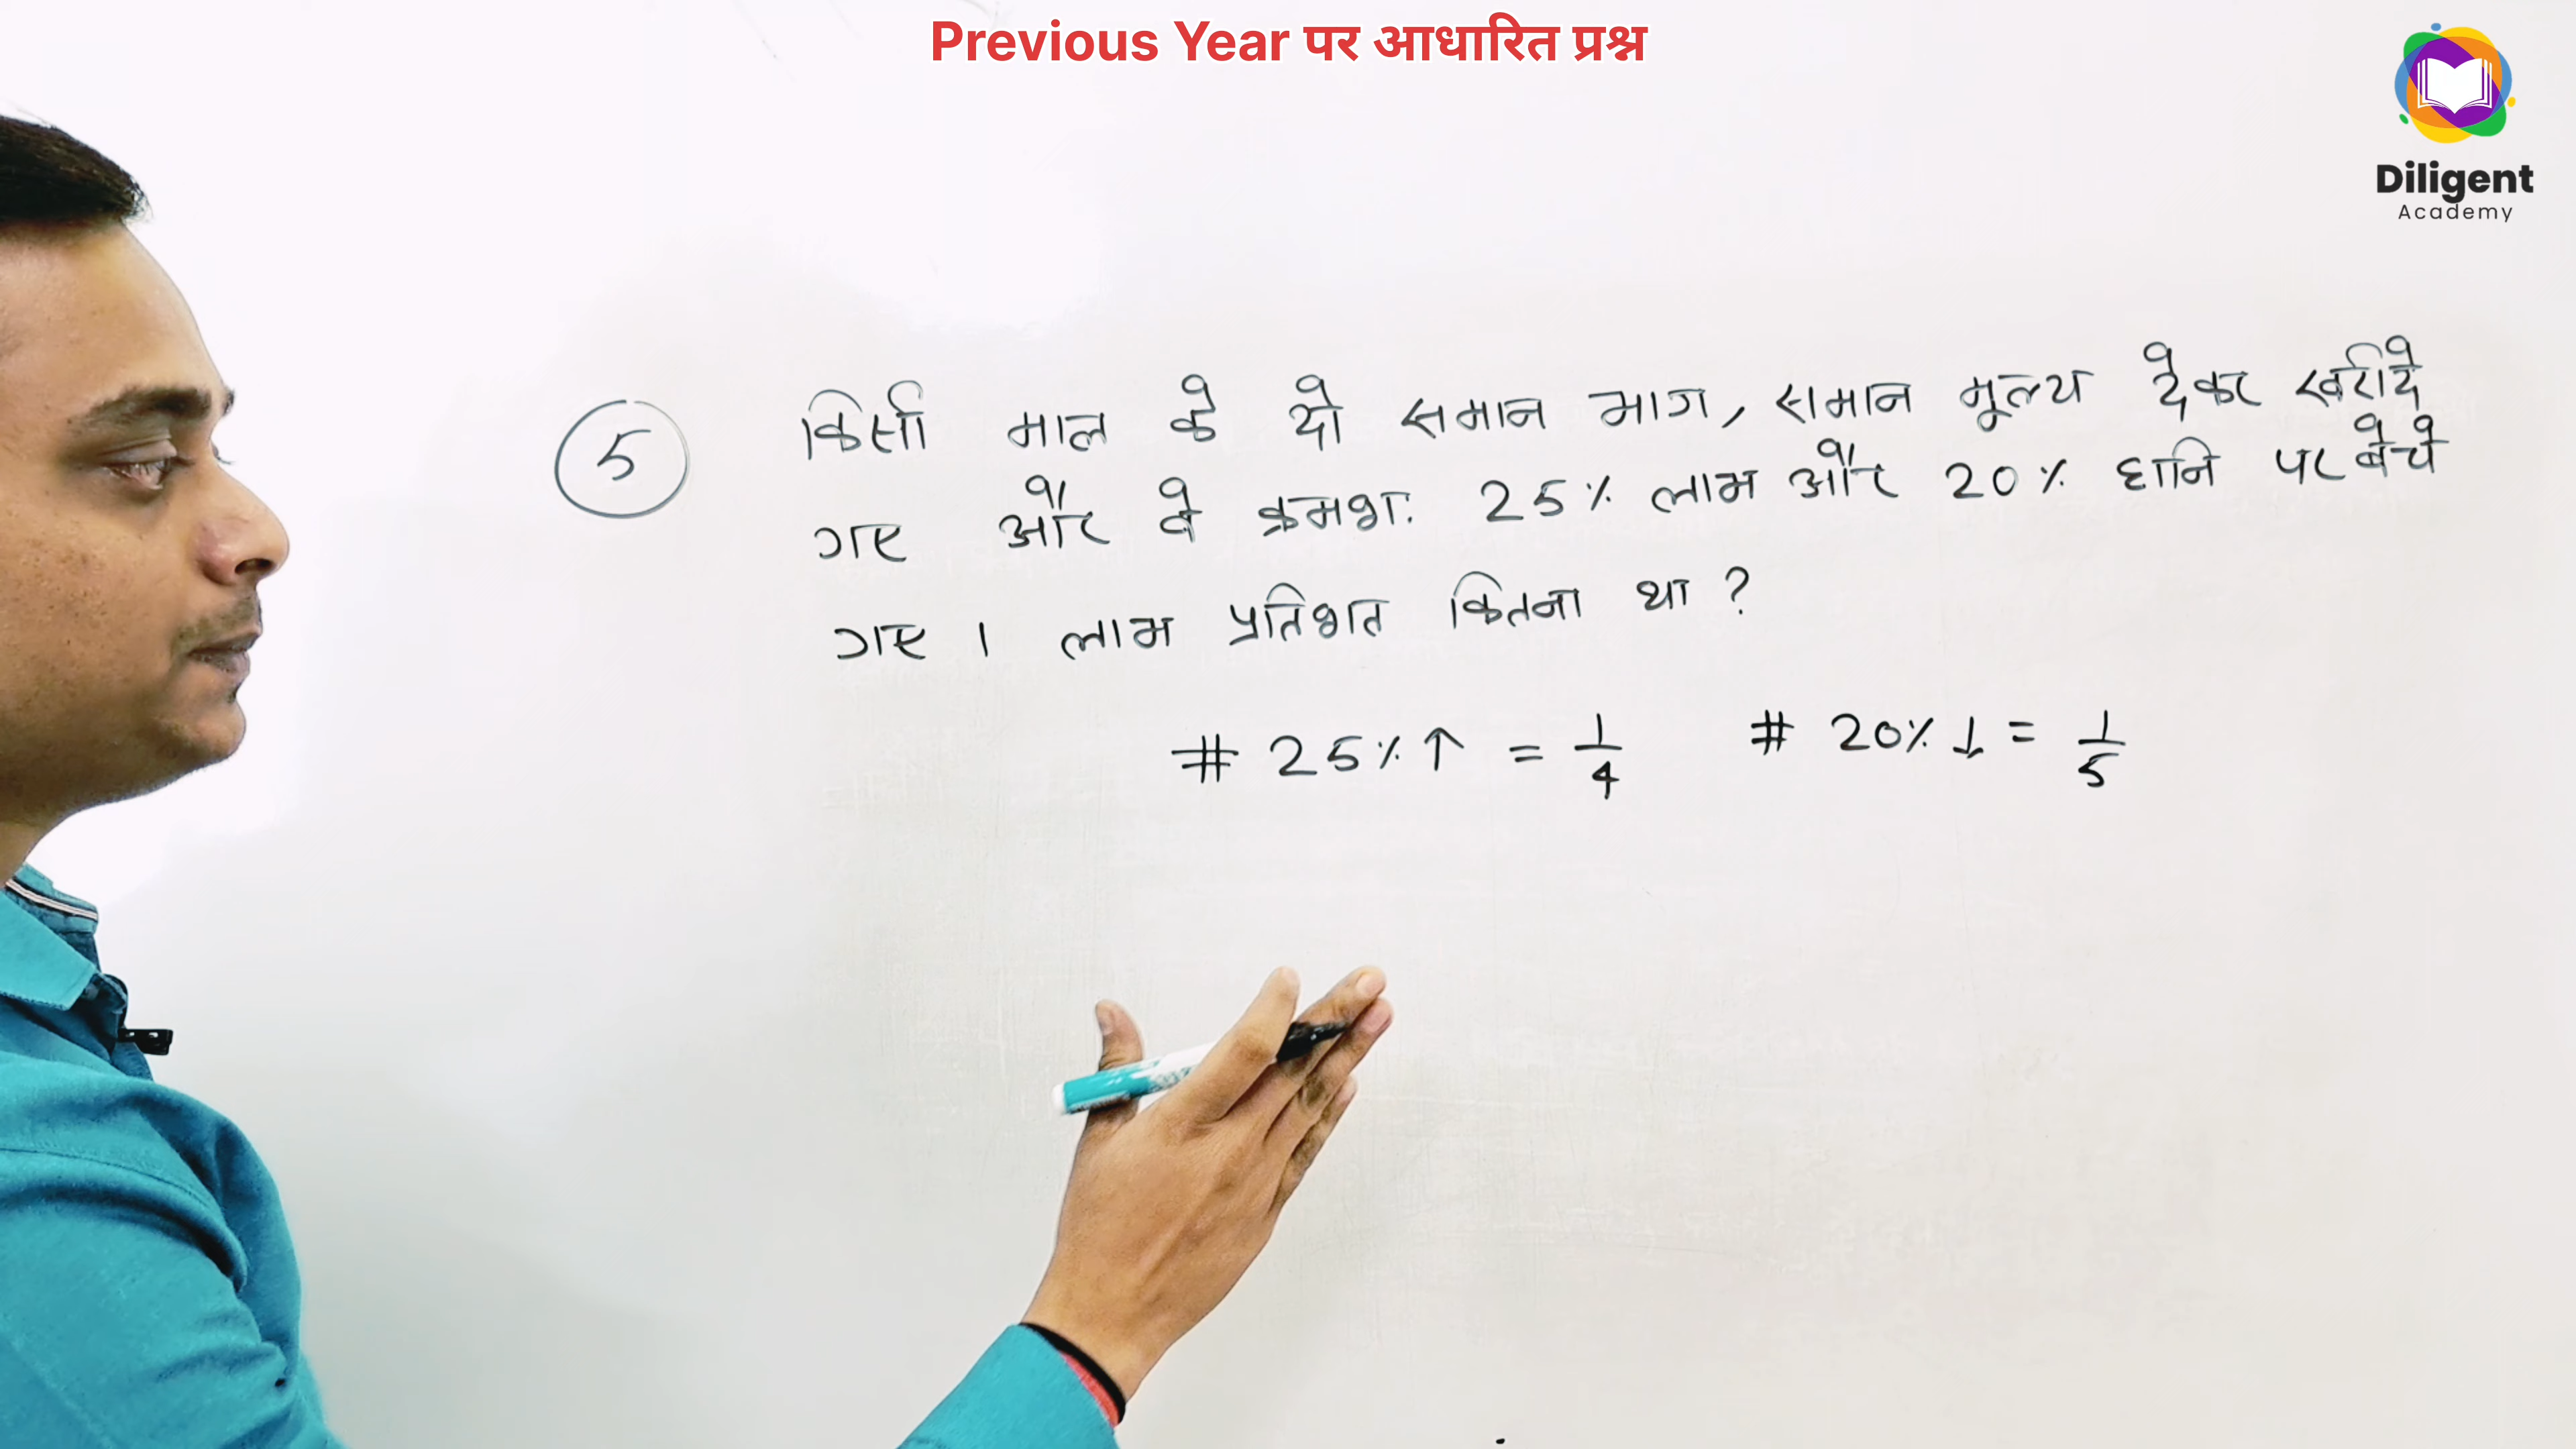 Previous Year पर आधारित प्रश्न
Diligent
Academy
5
किसी माल के दो समान भाग, समान मूल्य देकर खरीदे
गए और वे क्रमशः 25% लाभ और 20% हानि पर बेचे
गए । लाभ प्रतिशत कितना था ?
# 25% ↑ = 1/4 # 20% ↓ = 1/5